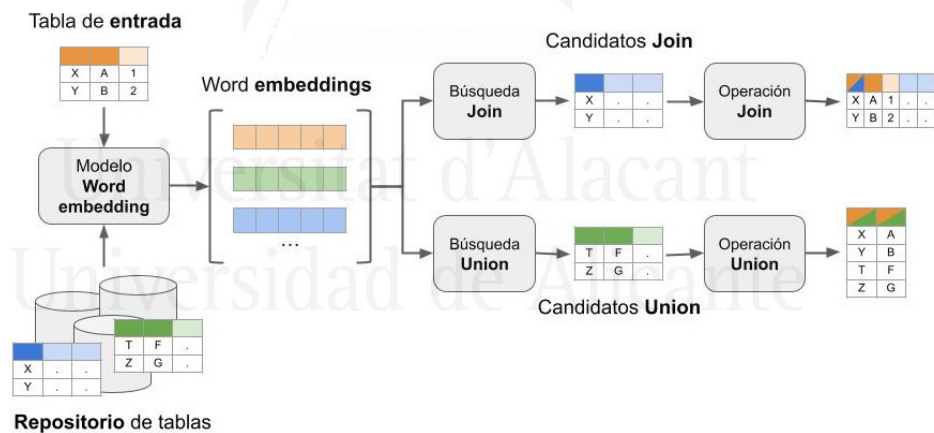 Tabla de entrada
X A 1
Y B 2
Modelo
Word
embedding
Repositorio de tablas
X . .
Y . .
T F .
Z G .
Word embeddings
...
Búsqueda
Join
Candidatos Join
X . .
Y . .
Operación
Join
X A 1 . .
Y B 2 . .
Búsqueda
Union
T F .
Z G .
Candidatos Union
Operación
Union
X A
Y B
T F
Z G
Universitat d'Alacant
Universidad de Alicante